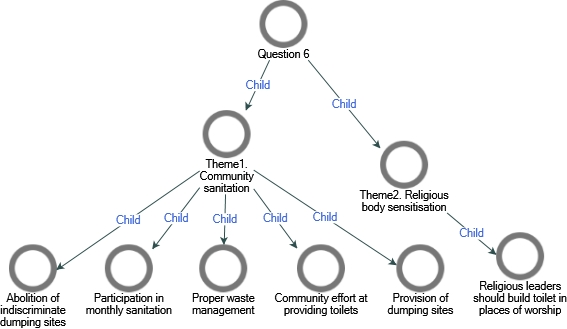 Question 6
Child
Child
Theme1.
Community
sanitation
Theme2. Religious
body sensitisation
Child
Child
Child
Child
Child
Child
Abolition of
indiscriminate
dumping sites
Participation in
monthly sanitation
Proper waste
management
Community effort at
providing toilets
Provision of
dumping sites
Religious leaders
should build toilet in
places of worship